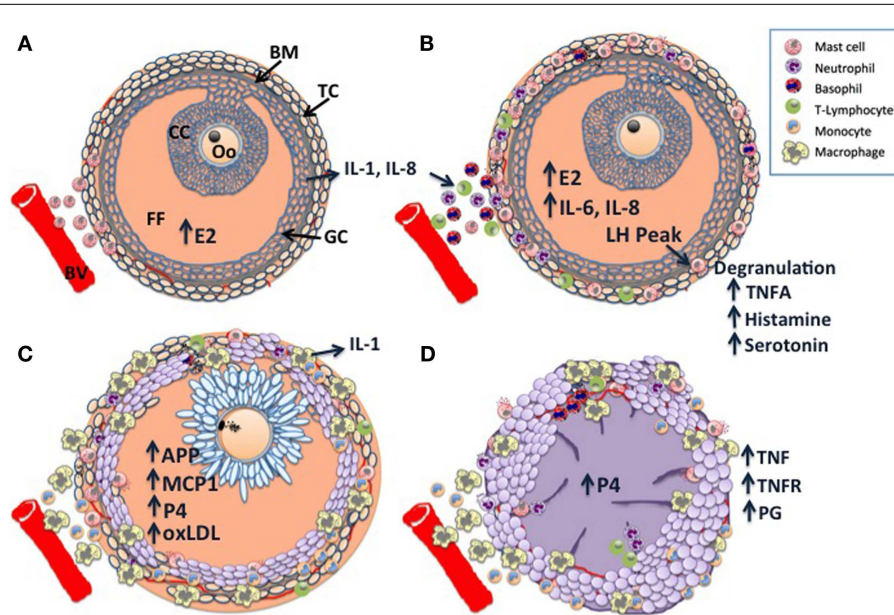 A
BM
TC
CC
Oo
IL-1, IL-8
FF
E2
GC
BV
B
E2
IL-6, IL-8
LH Peak
Degranulation
TNFA
Histamine
Serotonin
Mast cell
Neutrophil
Basophil
T-Lymphocyte
Monocyte
Macrophage
C
IL-1
APP
MCP1
P4
oxLDL
D
P4
TNF
TNFR
PG